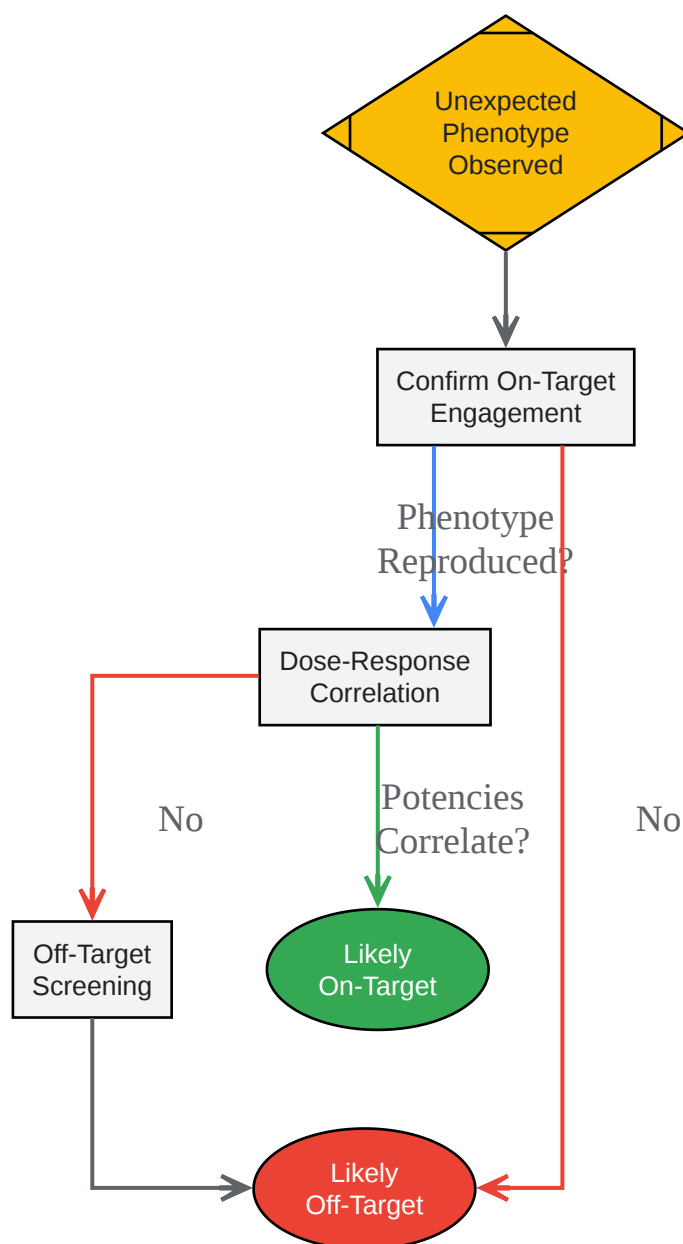 Unexpected
Phenotype
Observed
Confirm On-Target
Engagement
Phenotype
Reproduced?
Dose-Response
Correlation
No
Potencies
Correlate?
No
Off-Target
Screening
Likely
On-Target
Likely
Off-Target